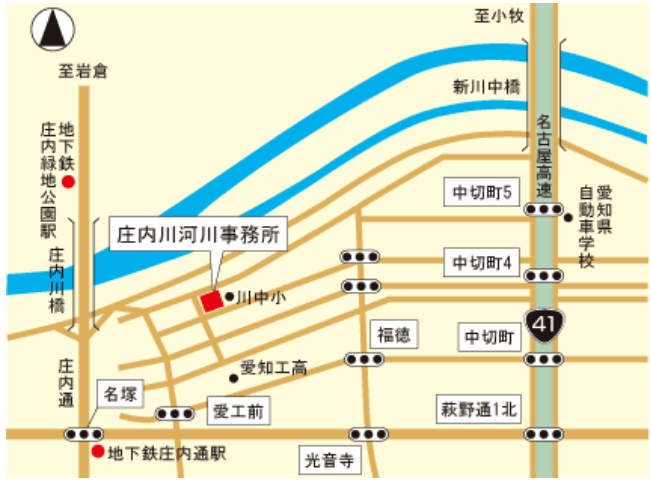 至小牧
至岩倉
新川中橋
名古屋高速
地下鉄
庄内緑地公園駅
中切町5
愛知県
自動車学校
庄内川河川事務所
庄内川橋
中切町4
川中小
41
福徳
中切町
庄内通
愛知工高
名塚
愛工前
萩野通1北
地下鉄庄内通駅
光音寺